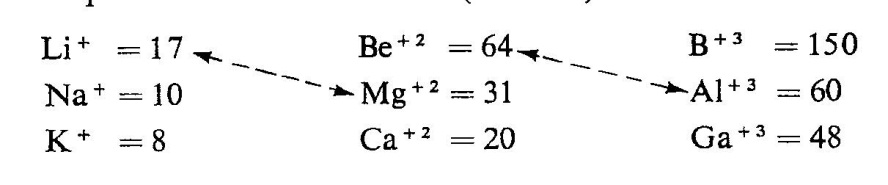 Li⁺ = 17 Be⁺² = 64 B⁺³ = 150
Na⁺ = 10 Mg⁺² = 31 Al⁺³ = 60
K⁺ = 8 Ca⁺² = 20 Ga⁺³ = 48